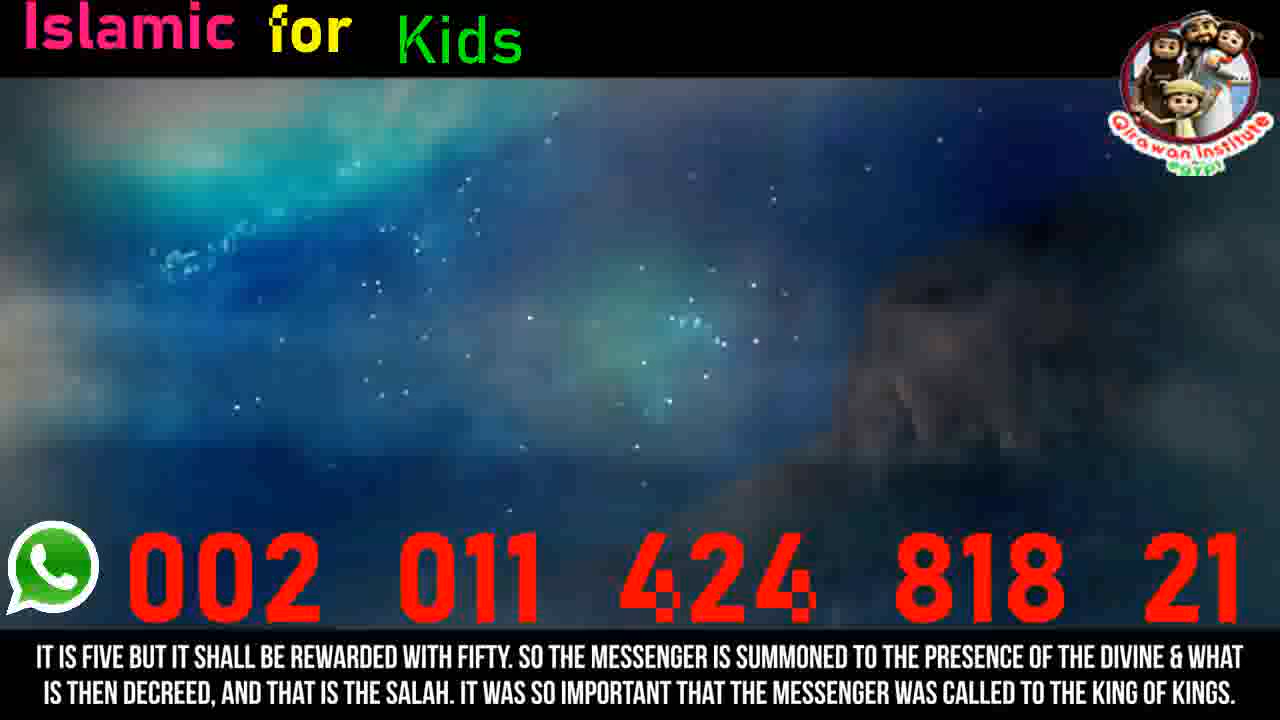 Islamic for Kids
Qirawan Institute
egypt
002 011 424 818 21
IT IS FIVE BUT IT SHALL BE REWARDED WITH FIFTY. SO THE MESSENGER IS SUMMONED TO THE PRESENCE OF THE DIVINE & WHAT
IS THEN DECREED, AND THAT IS THE SALAH. IT WAS SO IMPORTANT THAT THE MESSENGER WAS CALLED TO THE KING OF KINGS.